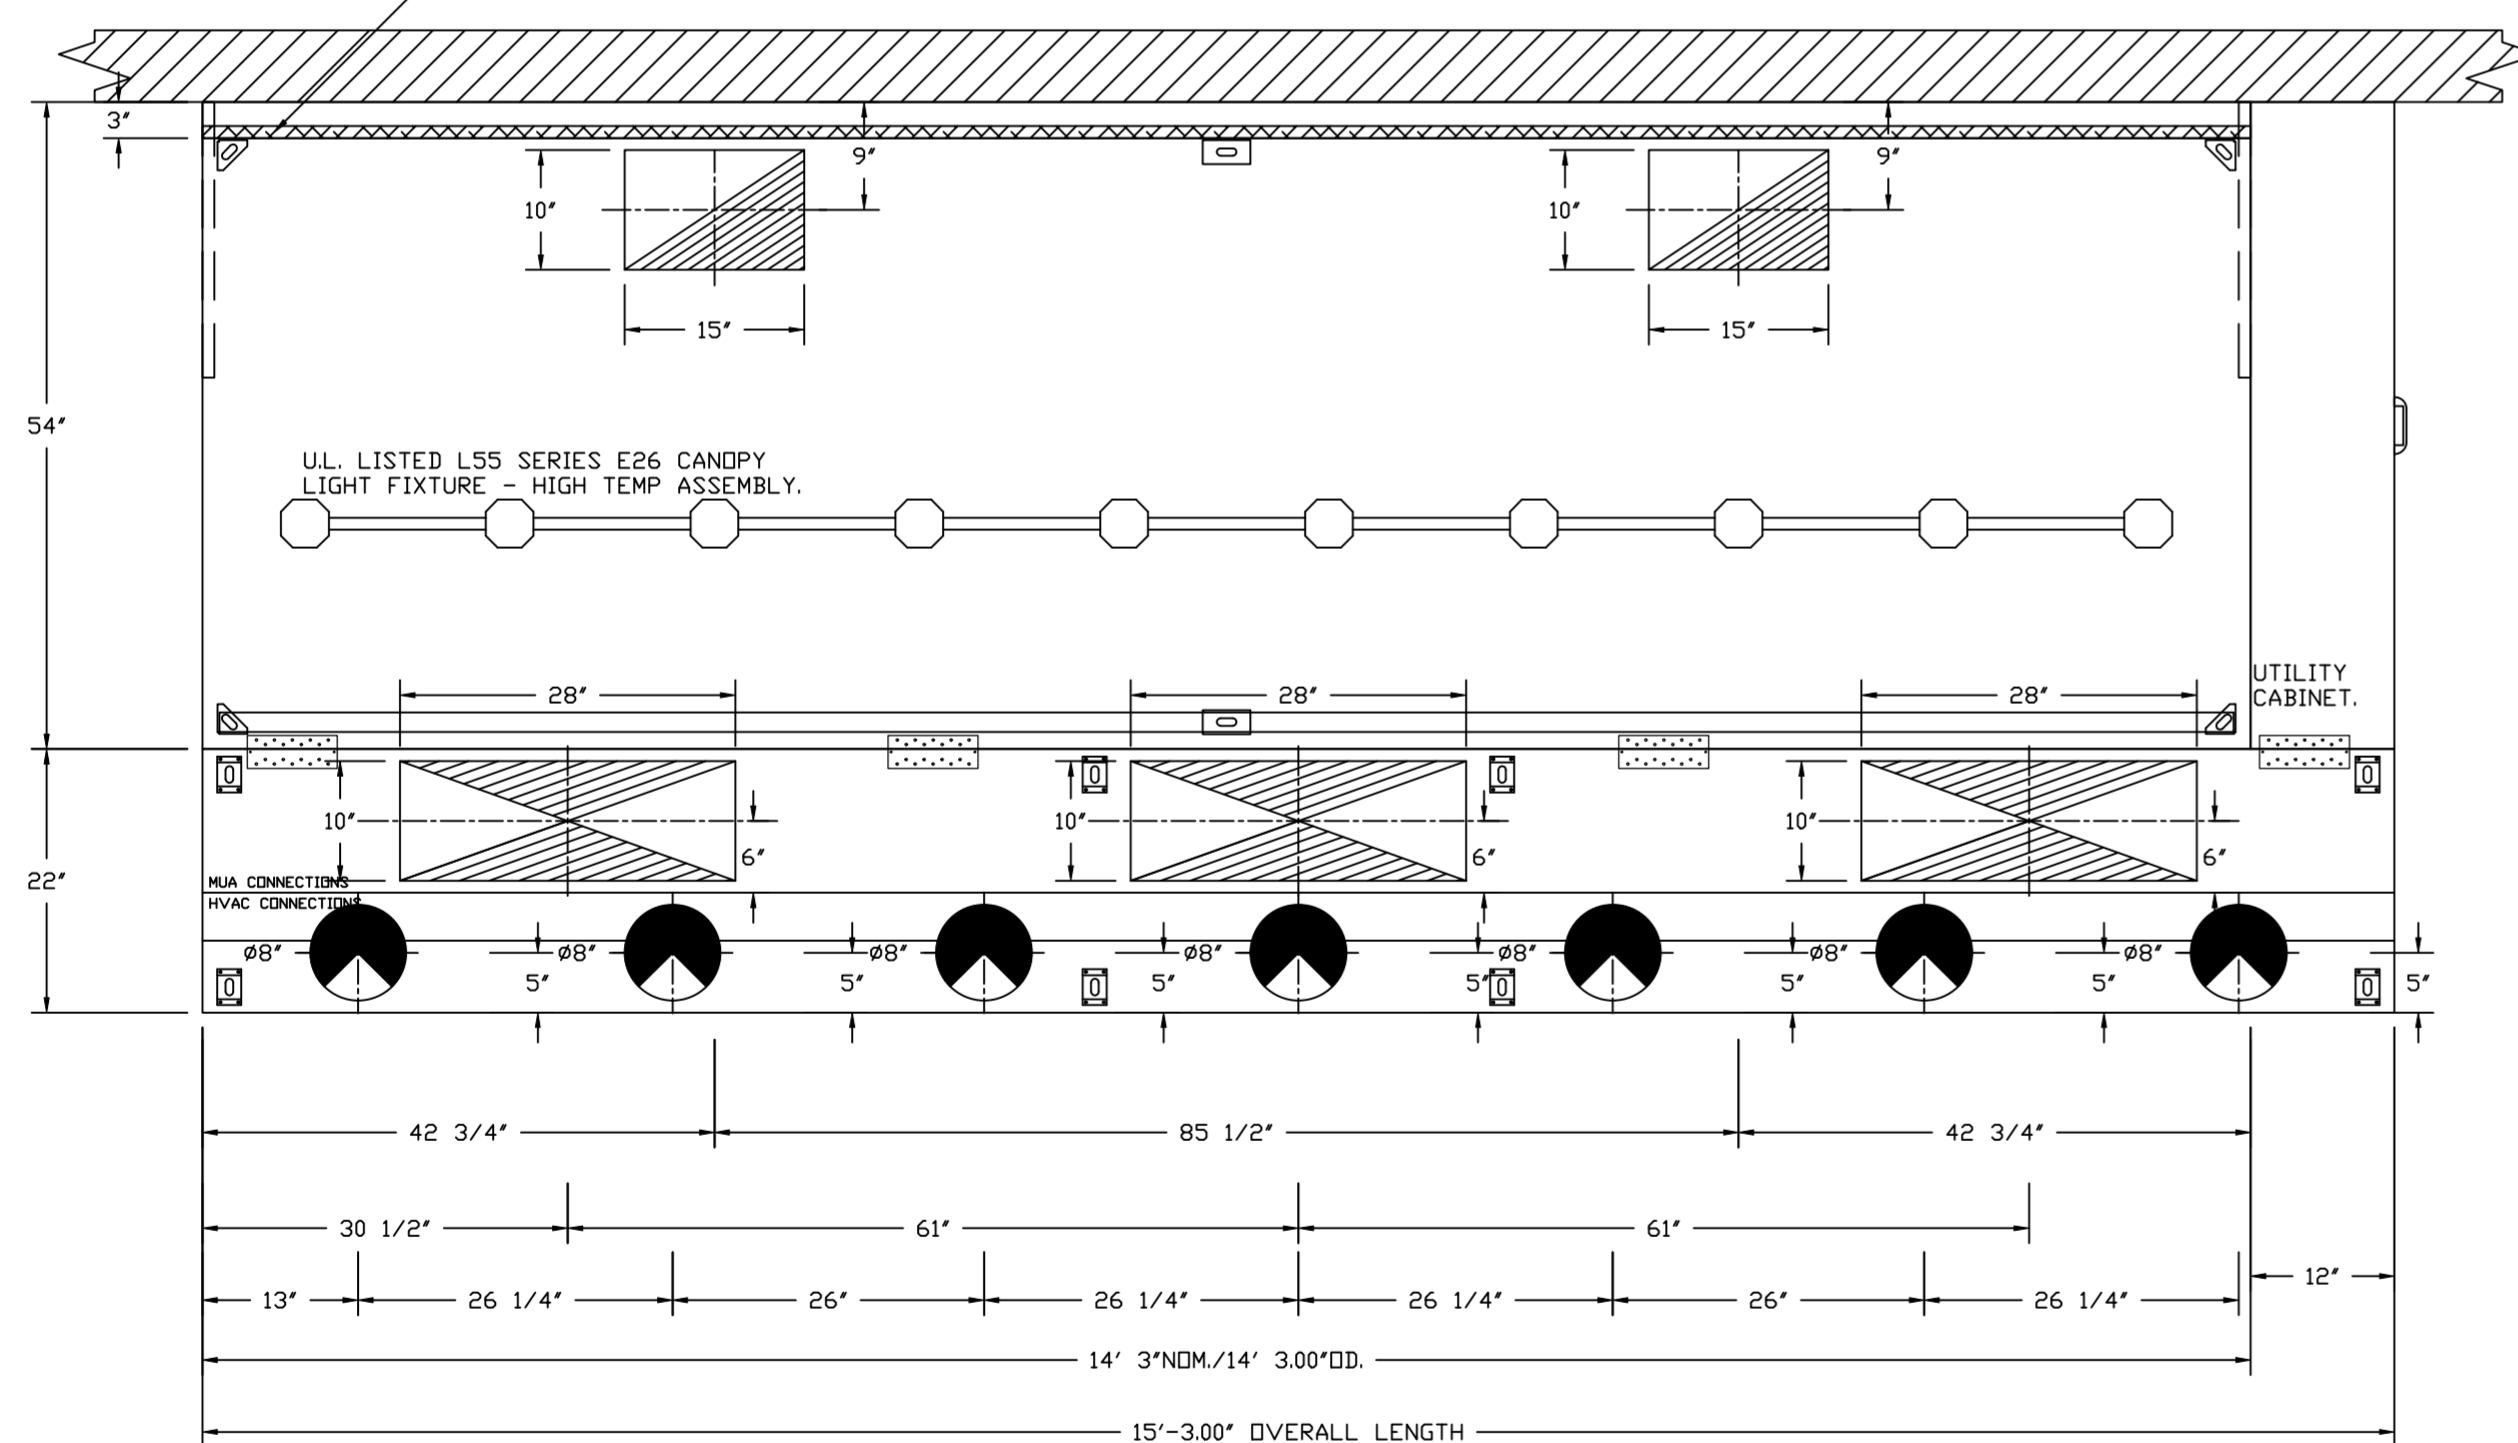 3"
9"
9"
10"
10"
15"
15"
54"
U.L. LISTED L55 SERIES E26 CANOPY
LIGHT FIXTURE - HIGH TEMP ASSEMBLY.
UTILITY
CABINET.
28"
28"
28"
10"
10"
10"
6"
6"
6"
22"
MUA CONNECTIONS
HVAC CONNECTIONS
ø8"
ø8"
ø8"
ø8"
ø8"
ø8"
ø8"
5"
5"
5"
5"
5"
5"
5"
42 3/4"
85 1/2"
42 3/4"
30 1/2"
61"
61"
12"
13"
26 1/4"
26"
26 1/4"
26 1/4"
26"
26 1/4"
14' 3"NOM./14' 3.00"OD.
15'-3.00" OVERALL LENGTH